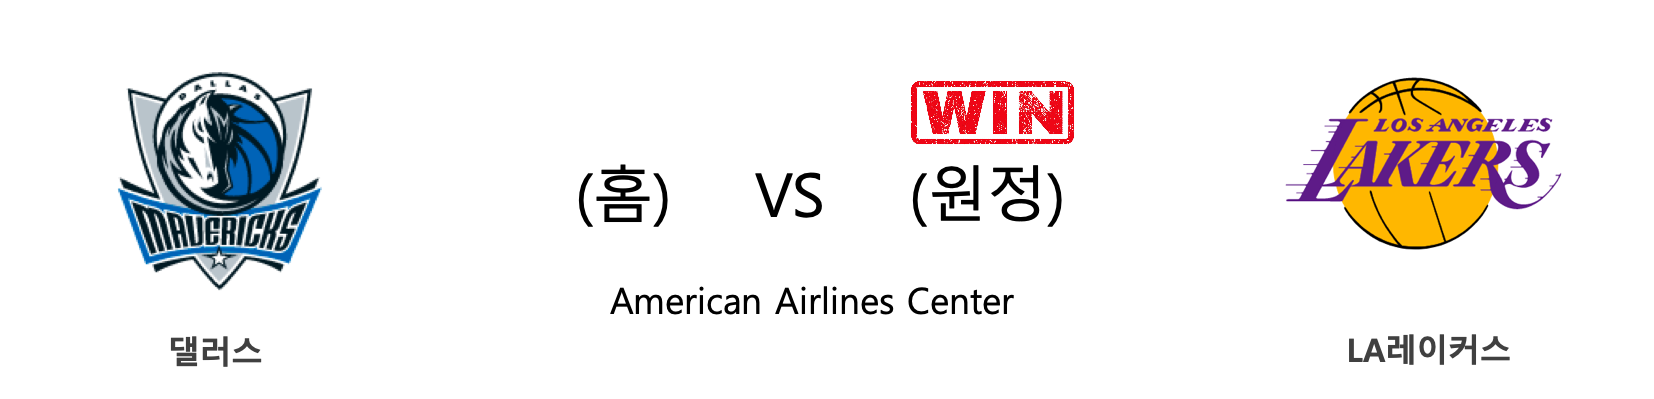 DALLAS
MAVERICKS
WIN
(홈) VS (원정)
American Airlines Center
LOS ANGELES
LAKERS
댈러스
LA레이커스